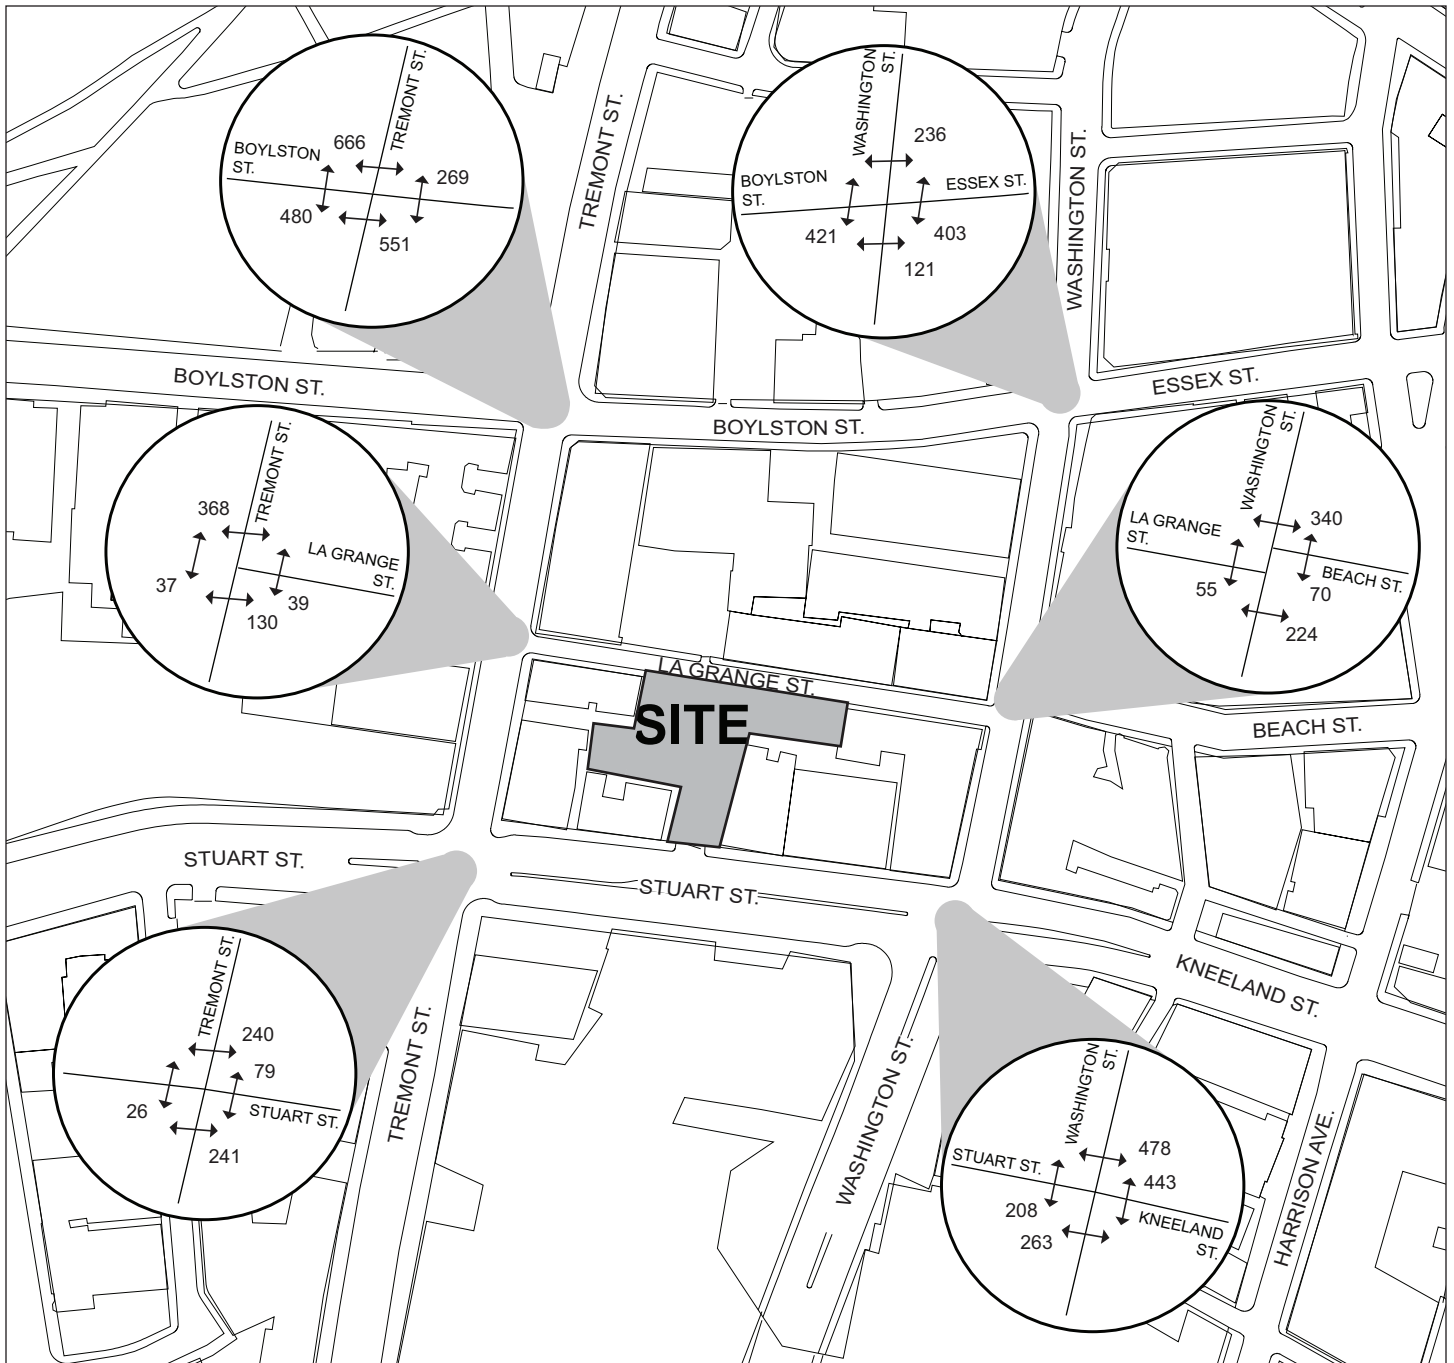 TREMONT ST.
BOYLSTON
ST.
666
269
480
551
TREMONT ST.
WASHINGTON
ST.
236
BOYLSTON
ST.
ESSEX ST.
421
403
121
WASHINGTON ST.
BOYLSTON ST.
BOYLSTON ST.
ESSEX ST.
TREMONT ST.
368
LA GRANGE
ST.
37
39
130
WASHINGTON
ST.
LA GRANGE
ST.
340
BEACH ST.
55
70
224
LA GRANGE ST.
SITE
BEACH ST.
STUART ST.
STUART ST.
KNEELAND ST.
TREMONT ST.
240
79
26
STUART ST.
241
TREMONT ST.
WASHINGTON ST.
WASHINGTON
ST.
478
STUART ST.
443
208
KNEELAND
ST.
263
HARRISON AVE.